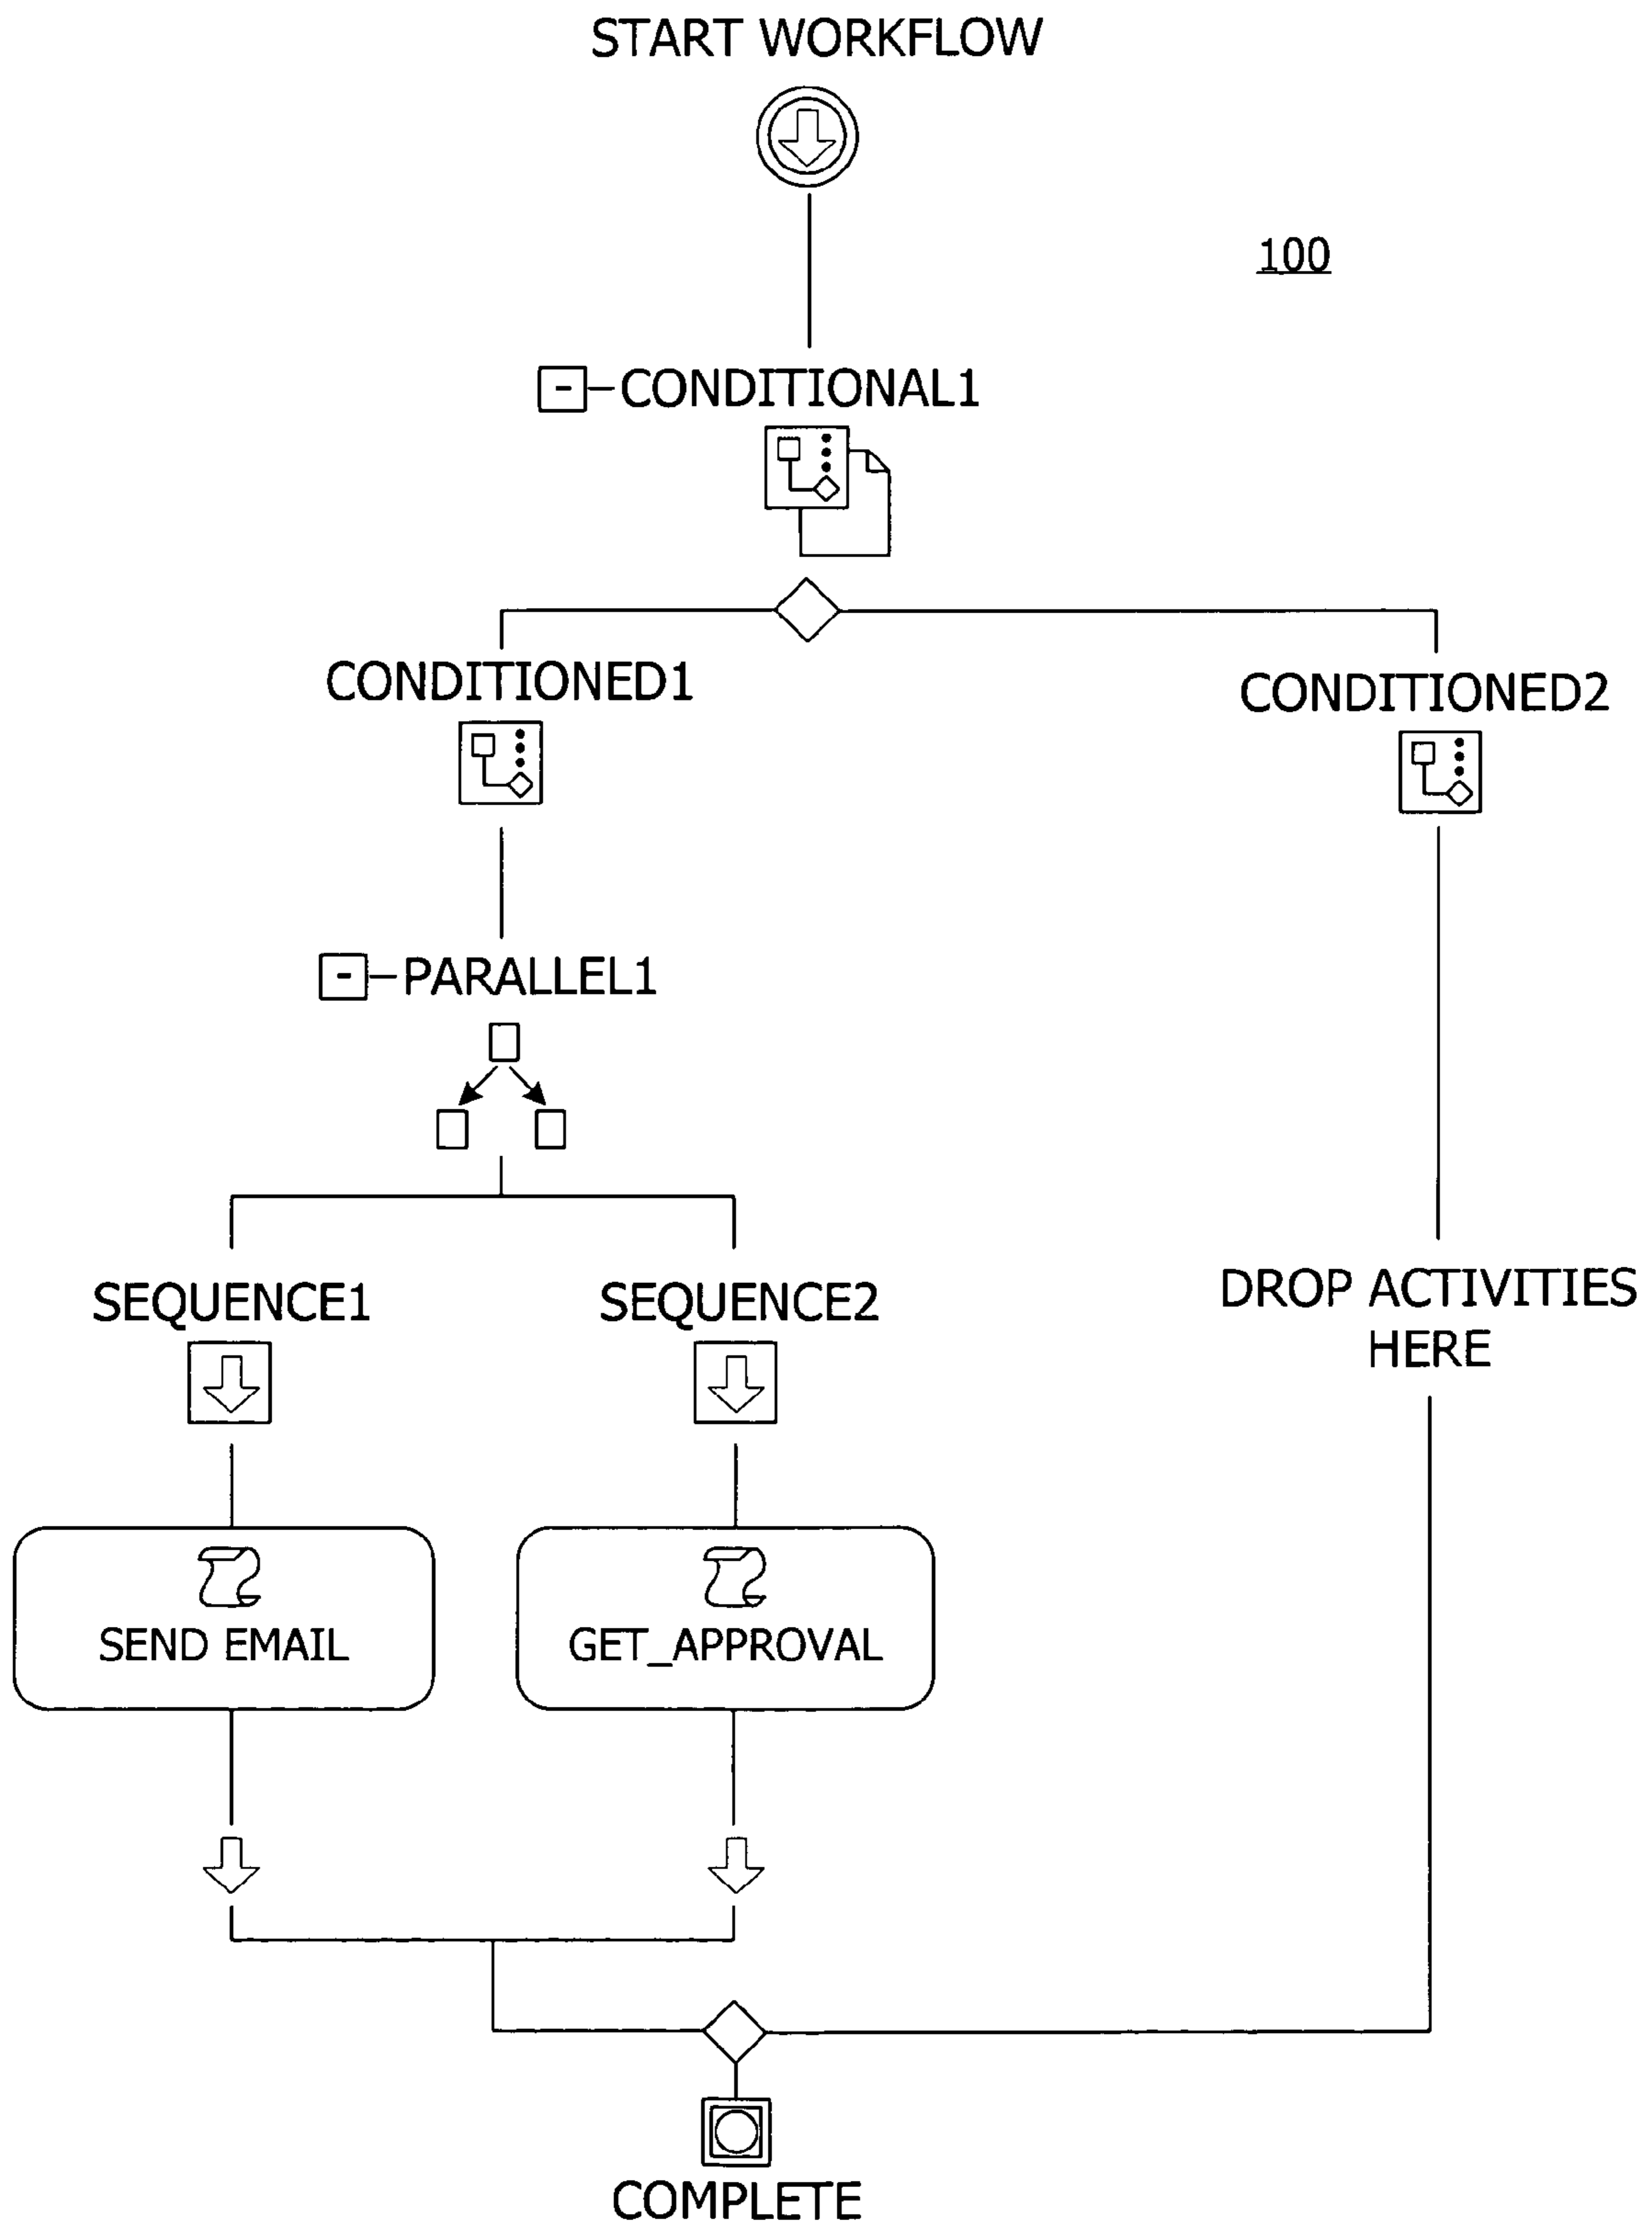 START WORKFLOW
100
CONDITIONAL1
CONDITIONED1
CONDITIONED2
PARALLEL1
SEQUENCE1
SEQUENCE2
DROP ACTIVITIES
HERE
SEND EMAIL
GET_APPROVAL
COMPLETE